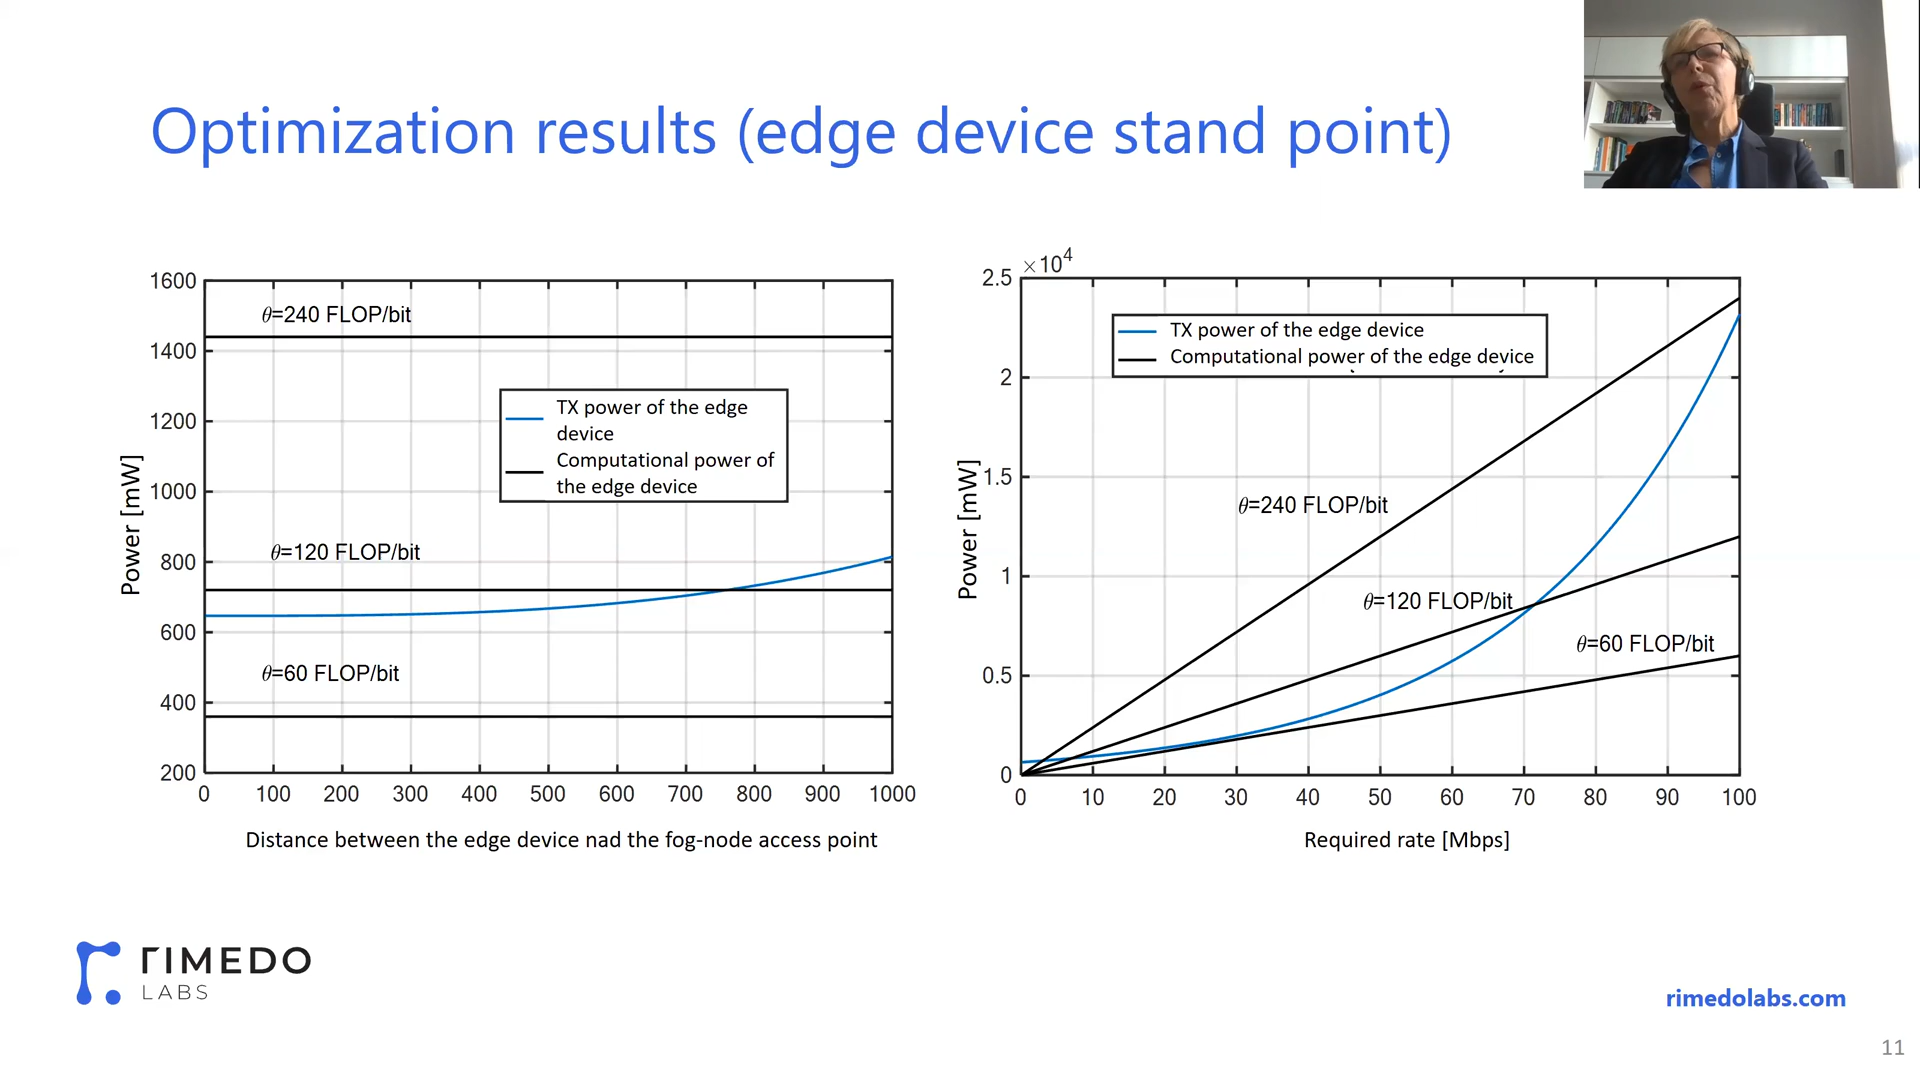 Optimization results (edge device stand point)
1600
1400
1200
1000
800
600
400
200
Power [mW]
θ=240 FLOP/bit
TX power of the edge
device
Computational power of
the edge device
θ=120 FLOP/bit
θ=60 FLOP/bit
0 100 200 300 400 500 600 700 800 900 1000
Distance between the edge device nad the fog-node access point
×10⁴
2.5
2
1.5
1
0.5
0
Power [mW]
TX power of the edge device
Computational power of the edge device
θ=240 FLOP/bit
θ=120 FLOP/bit
θ=60 FLOP/bit
0 10 20 30 40 50 60 70 80 90 100
Required rate [Mbps]
rIMEDO
LABS
rimedolabs.com
11